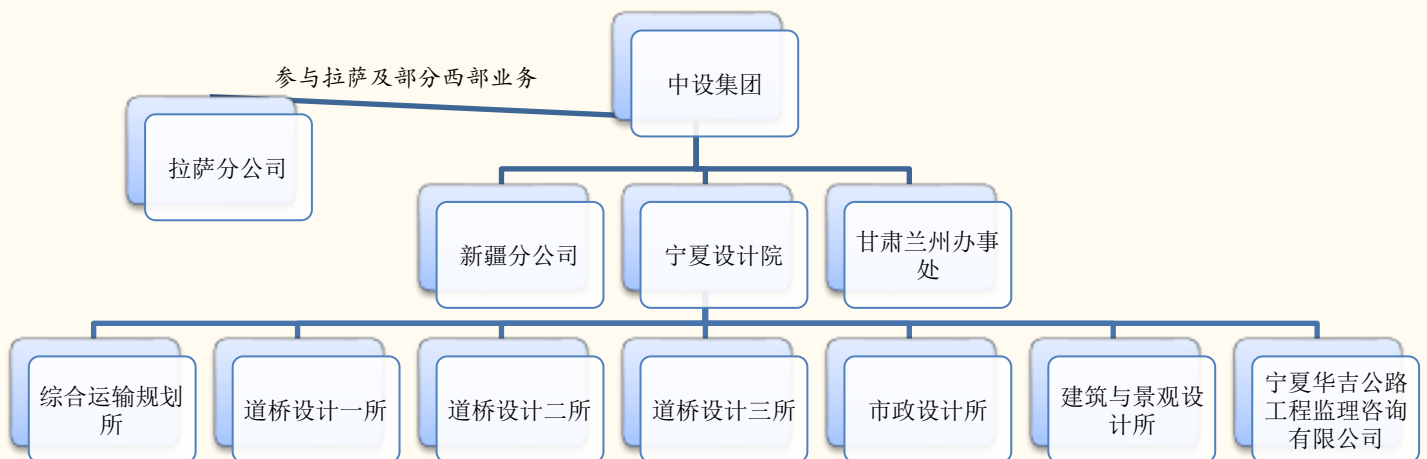 参与拉萨及部分西部业务
中设集团
拉萨分公司
新疆分公司
宁夏设计院
甘肃兰州办事
处
综合运输规划
所
道桥设计一所
道桥设计二所
道桥设计三所
市政设计所
建筑与景观设
计所
宁夏华吉公路
工程监理咨询
有限公司